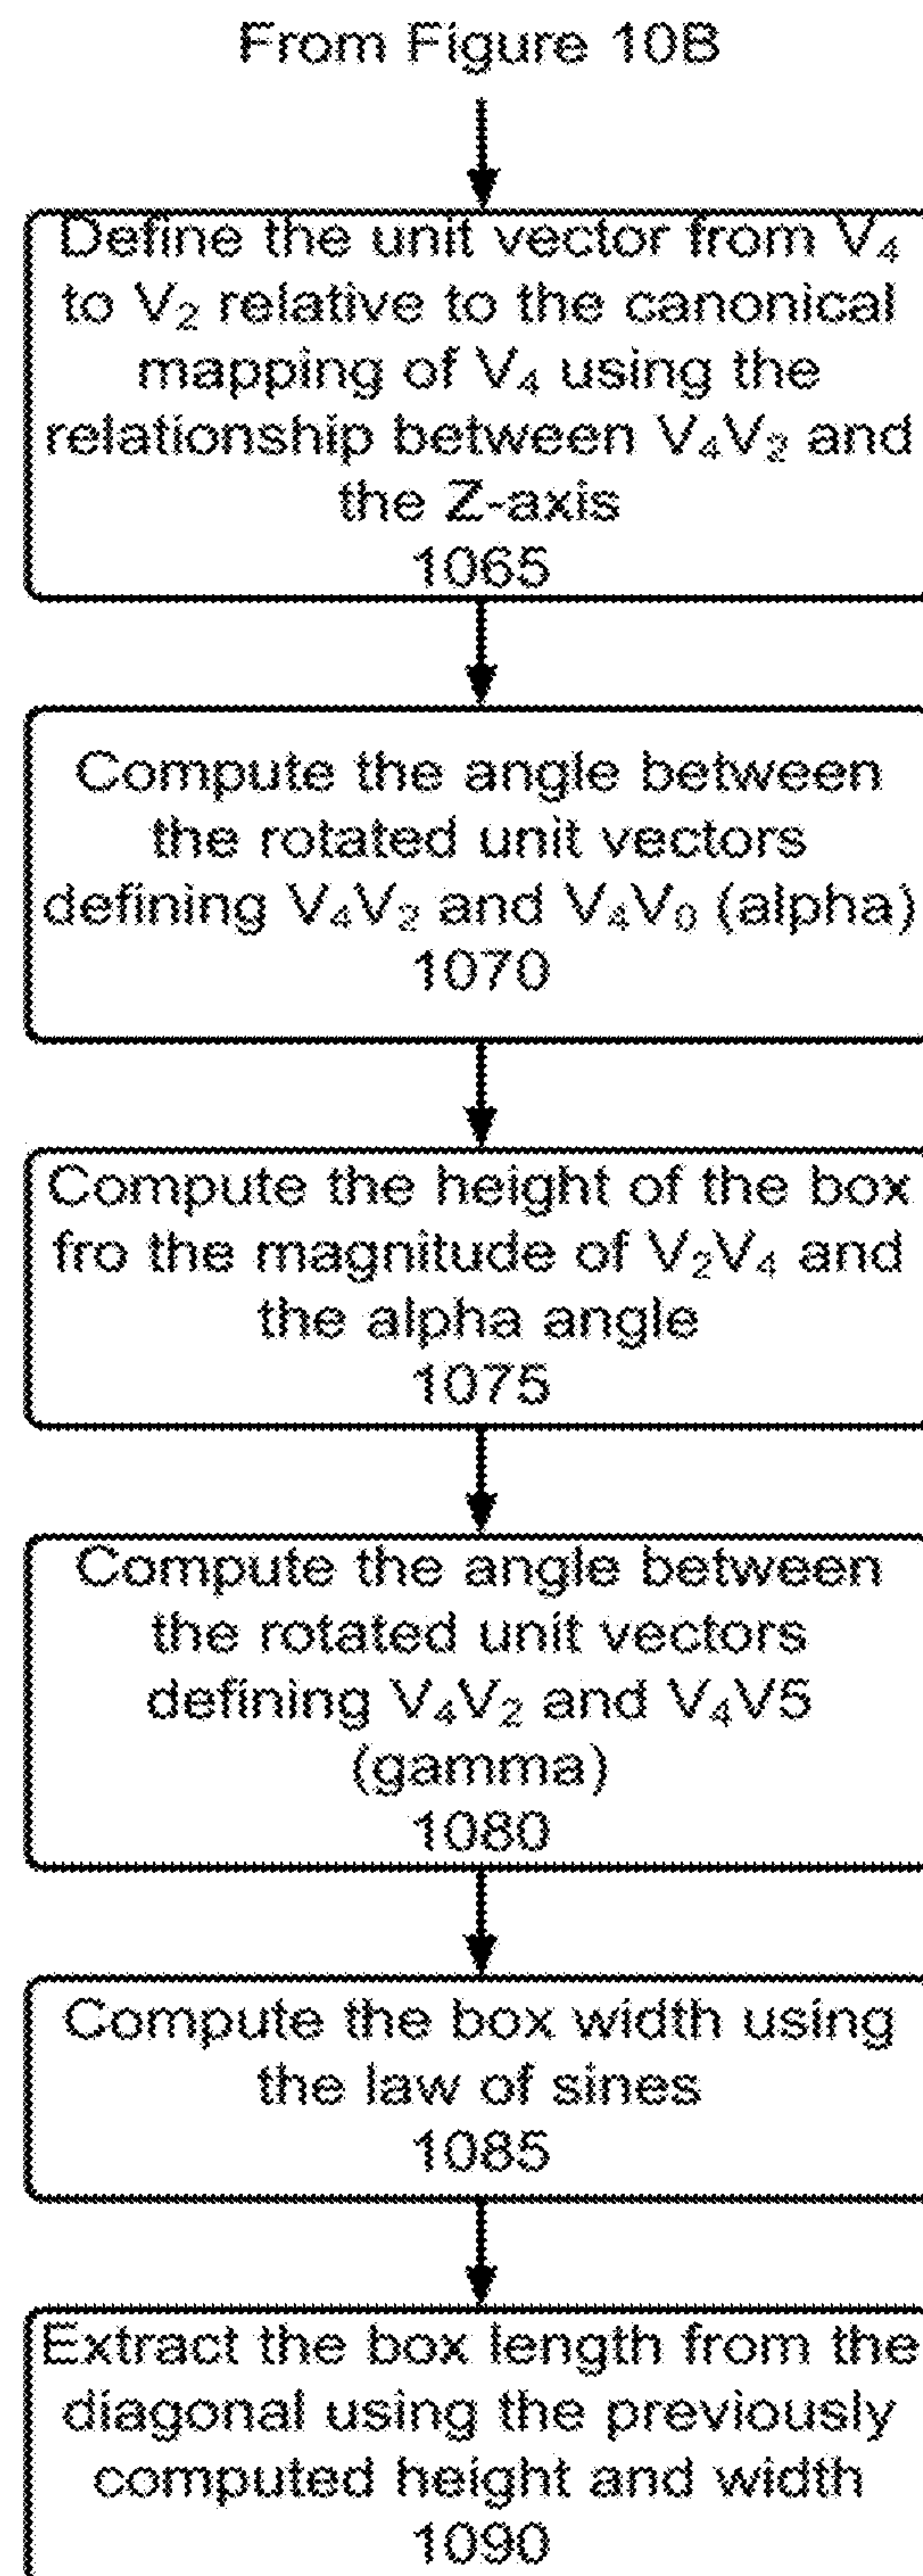 From Figure 10B
Define the unit vector from V₄
to V₂ relative to the canonical
mapping of V₄ using the
relationship between V₄V₂ and
the Z-axis
1065
Compute the angle between
the rotated unit vectors
defining V₄V₂ and V₄V₀ (alpha)
1070
Compute the height of the box
fro the magnitude of V₂V₄ and
the alpha angle
1075
Compute the angle between
the rotated unit vectors
defining V₄V₂ and V₄V5
(gamma)
1080
Compute the box width using
the law of sines
1085
Extract the box length from the
diagonal using the previously
computed height and width
1090